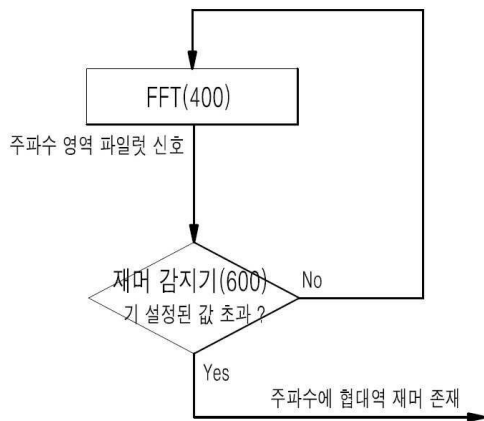 FFT(400)
주파수 영역 파일럿 신호
재머 감지기(600)
No
기 설정된 값 초과 ?
Yes
주파수에 협대역 재머 존재